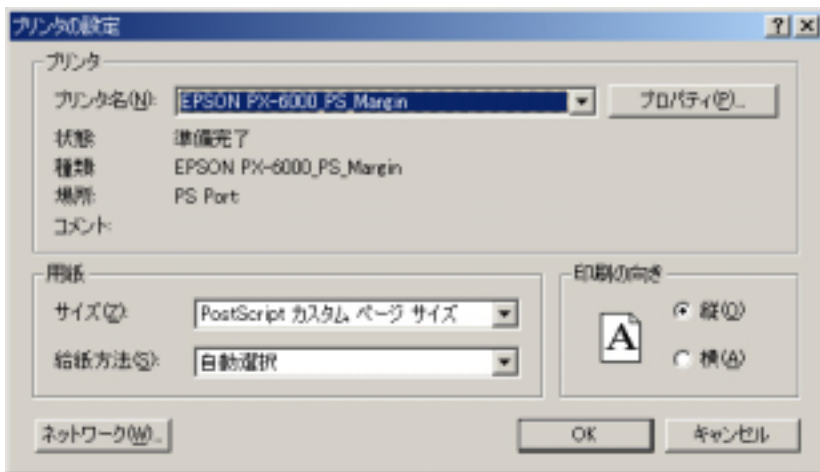 プリンタの設定
プリンタ
プリンタ名(N): EPSON PX-6000_PS_Margin プロパティ(P)...
状態: 準備完了
種類: EPSON PX-6000_PS_Margin
場所: PS Port
コメント:
用紙
サイズ(Z): PostScript カスタム ページ サイズ
給紙方法(S): 自動選択
印刷の向き
A
縦(O)
横(A)
ネットワーク(W)... OK キャンセル